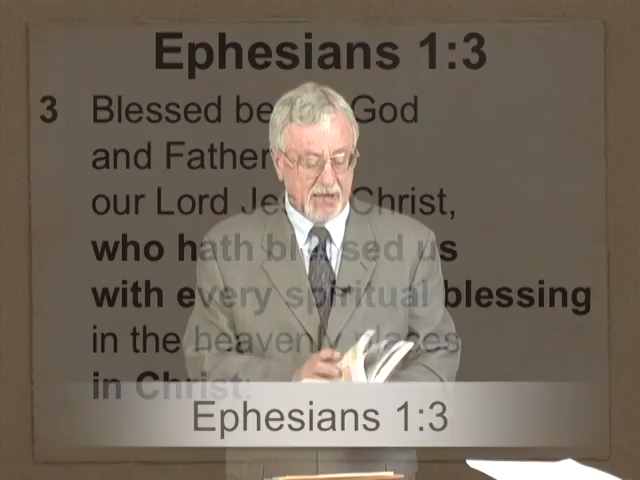 Ephesians 1:3
3 Blessed be God
and Father
our Lord Jesus Christ,
who hath blessed us
with every spiritual blessing
in the heavenly places
in Christ:
Ephesians 1:3